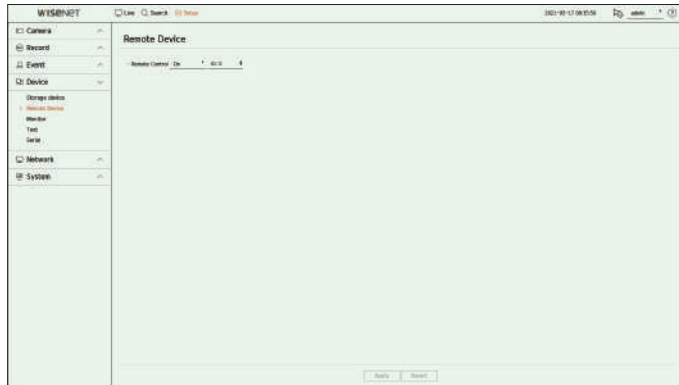 WISENET
Live Search Setup
admin
Camera
Record
Event
Device
Storage device
Remote Device
Monitor
Text
Serial
Network
System
Remote Device
Remote Control On
Apply Revert